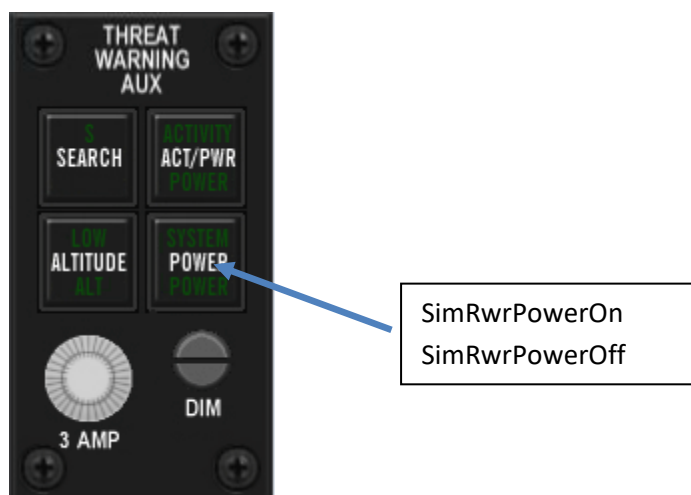 THREAT
WARNING
AUX
S
SEARCH
ACTIVITY
ACT/PWR
POWER
LOW
ALTITUDE
ALT
SYSTEM
POWER
POWER
3 AMP
DIM
SimRwrPowerOn
SimRwrPowerOff